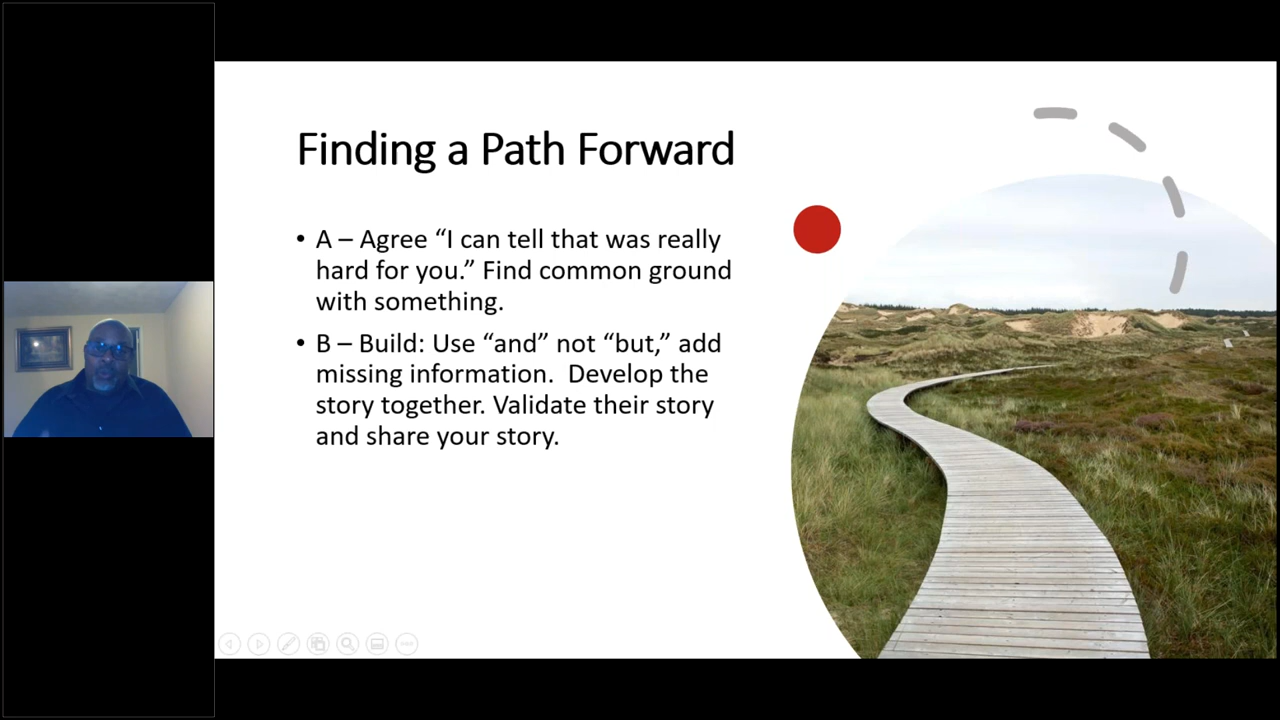 Finding a Path Forward
• A – Agree “I can tell that was really
hard for you.” Find common ground
with something.
• B – Build: Use “and” not “but,” add
missing information.  Develop the
story together. Validate their story
and share your story.